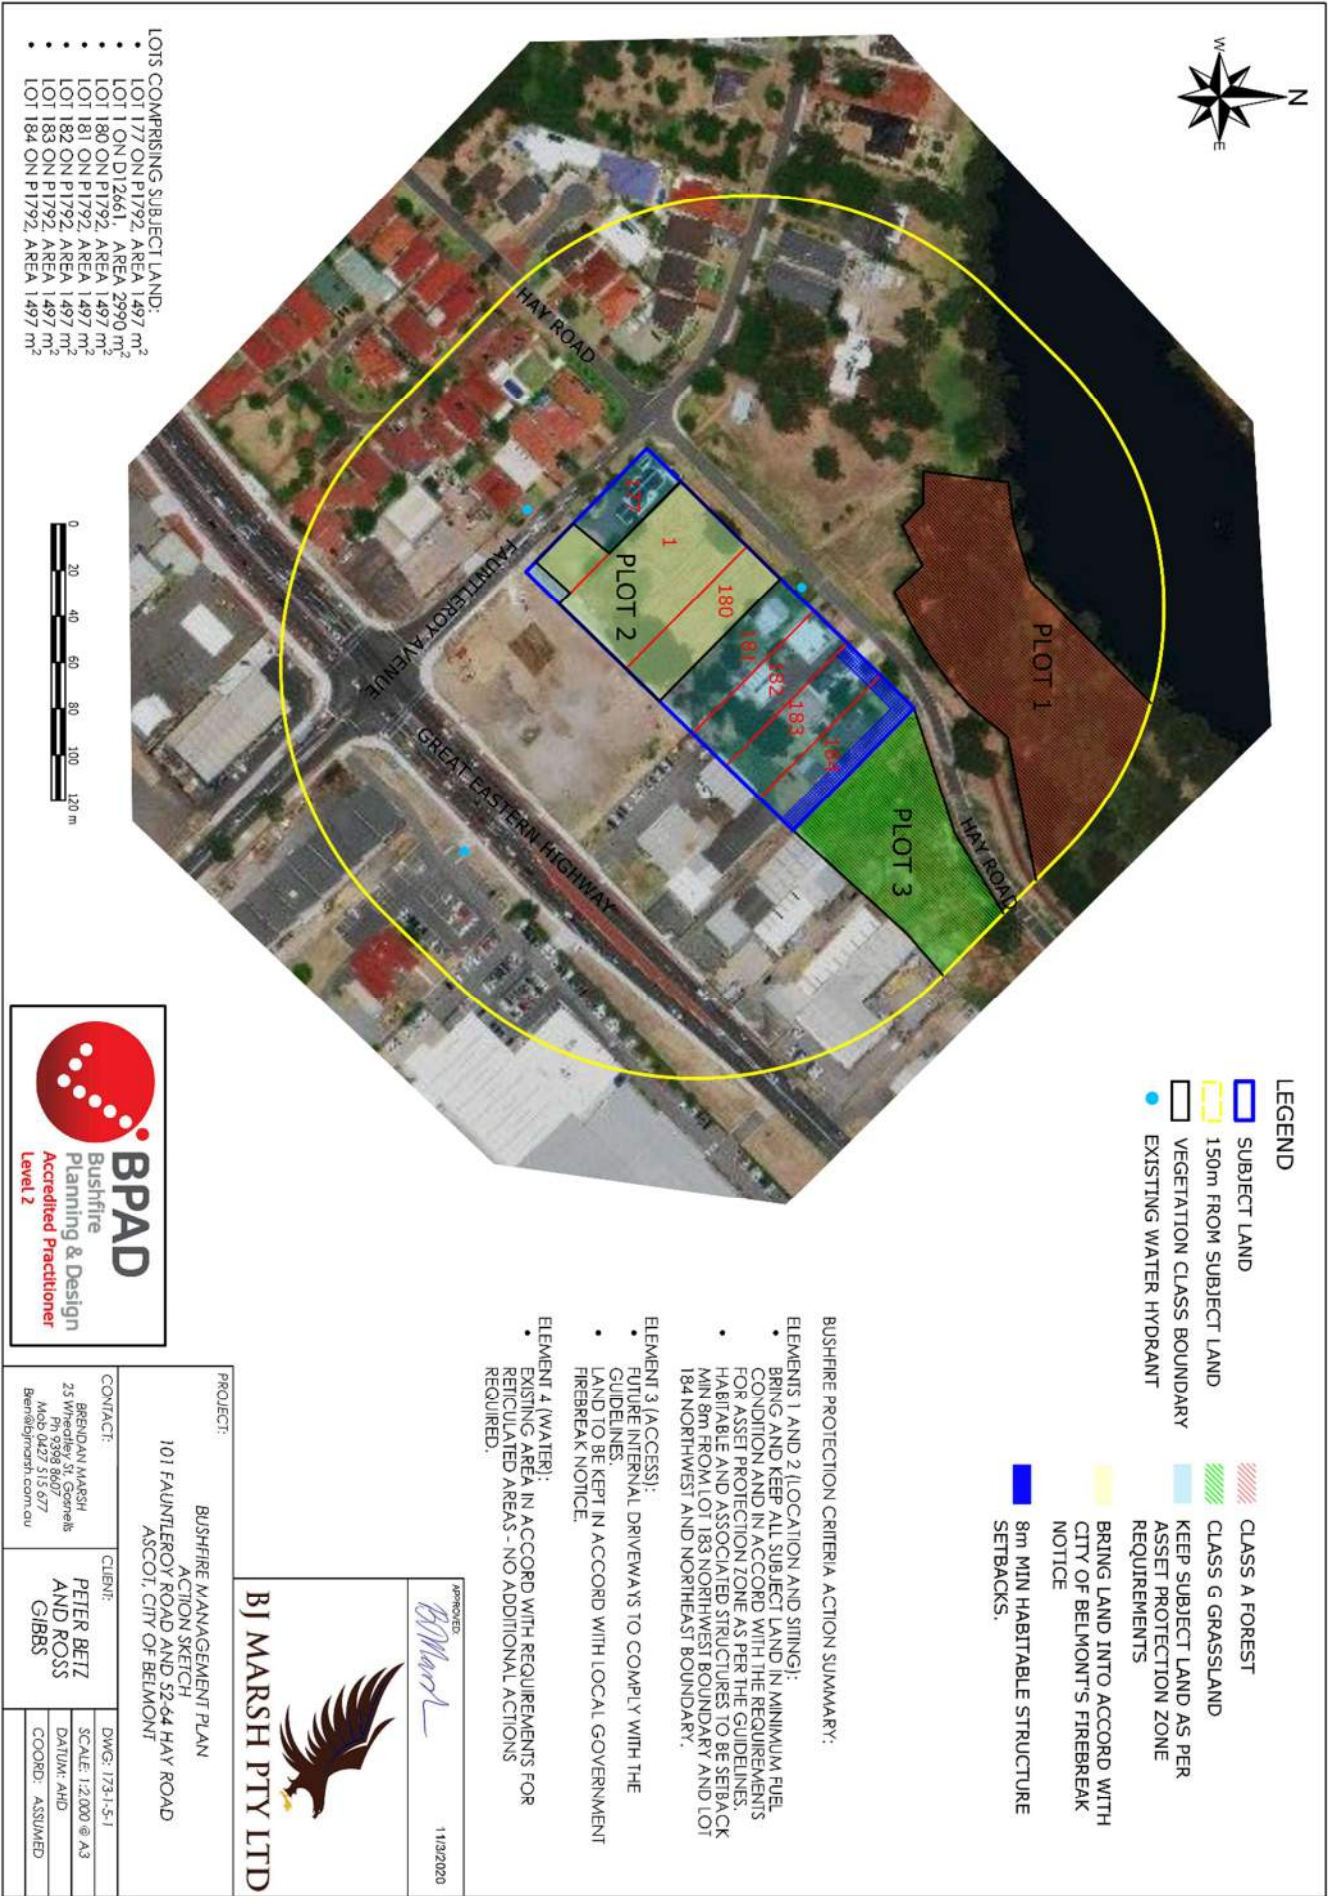 N
W
E
LOTS COMPRISING SUBJECT LAND:
• LOT 177 ON P1792, AREA 1497 m²
• LOT 1 ON D12661, AREA 2990 m²
• LOT 180 ON P1792, AREA 1497 m²
• LOT 181 ON P1792, AREA 1497 m²
• LOT 182 ON P1792, AREA 1497 m²
• LOT 183 ON P1792, AREA 1497 m²
• LOT 184 ON P1792, AREA 1497 m²
HAY ROAD
PLOT 1
177
1
PLOT 2
180
181
182
183
184
PLOT 3
HAY ROAD
FAUNTLEROY AVENUE
GREAT EASTERN HIGHWAY
0 20 40 60 80 100 120 m
LEGEND
SUBJECT LAND
150m FROM SUBJECT LAND
VEGETATION CLASS BOUNDARY
EXISTING WATER HYDRANT
CLASS A FOREST
CLASS G GRASSLAND
KEEP SUBJECT LAND AS PER
ASSET PROTECTION ZONE
REQUIREMENTS
BRING LAND INTO ACCORD WITH
CITY OF BELMONT'S FIREBREAK
NOTICE
8m MIN HABITABLE STRUCTURE
SETBACKS.
BUSHFIRE PROTECTION CRITERIA ACTION SUMMARY:
ELEMENTS 1 AND 2 (LOCATION AND SITING):
• BRING AND KEEP ALL SUBJECT LAND IN MINIMUM FUEL
CONDITION AND IN ACCORD WITH THE REQUIREMENTS
FOR ASSET PROTECTION ZONE AS PER THE GUIDELINES.
• HABITABLE AND ASSOCIATED STRUCTURES TO BE SETBACK
MIN 8m FROM LOT 183 NORTHWEST BOUNDARY AND LOT
184 NORTHWEST AND NORTHEAST BOUNDARY.
ELEMENT 3 (ACCESS):
• FUTURE INTERNAL DRIVEWAYS TO COMPLY WITH THE
GUIDELINES.
• LAND TO BE KEPT IN ACCORD WITH LOCAL GOVERNMENT
FIREBREAK NOTICE.
ELEMENT 4 (WATER):
• EXISTING AREA IN ACCORD WITH REQUIREMENTS FOR
RETICULATED AREAS - NO ADDITIONAL ACTIONS
REQUIRED.
BPAD
Bushfire
Planning & Design
Accredited Practitioner
Level 2
APPROVED:
11/3/2020
BJ MARSH PTY LTD
PROJECT:
BUSHFIRE MANAGEMENT PLAN
ACTION SKETCH
101 FAUNTLEROY ROAD AND 52-64 HAY ROAD
ASCOT, CITY OF BELMONT
CONTACT:
BRENDAN MARSH
25 Wheatley St, Gosnells
Ph 9398 8607
Mob 0427 515 677
Bren@bjmarsh.com.au
CLIENT:
PETER BETZ
AND ROSS
GIBBS
DWG: 173-1-5-1
SCALE: 1:2,000 @ A3
DATUM: AHD
COORD: ASSUMED